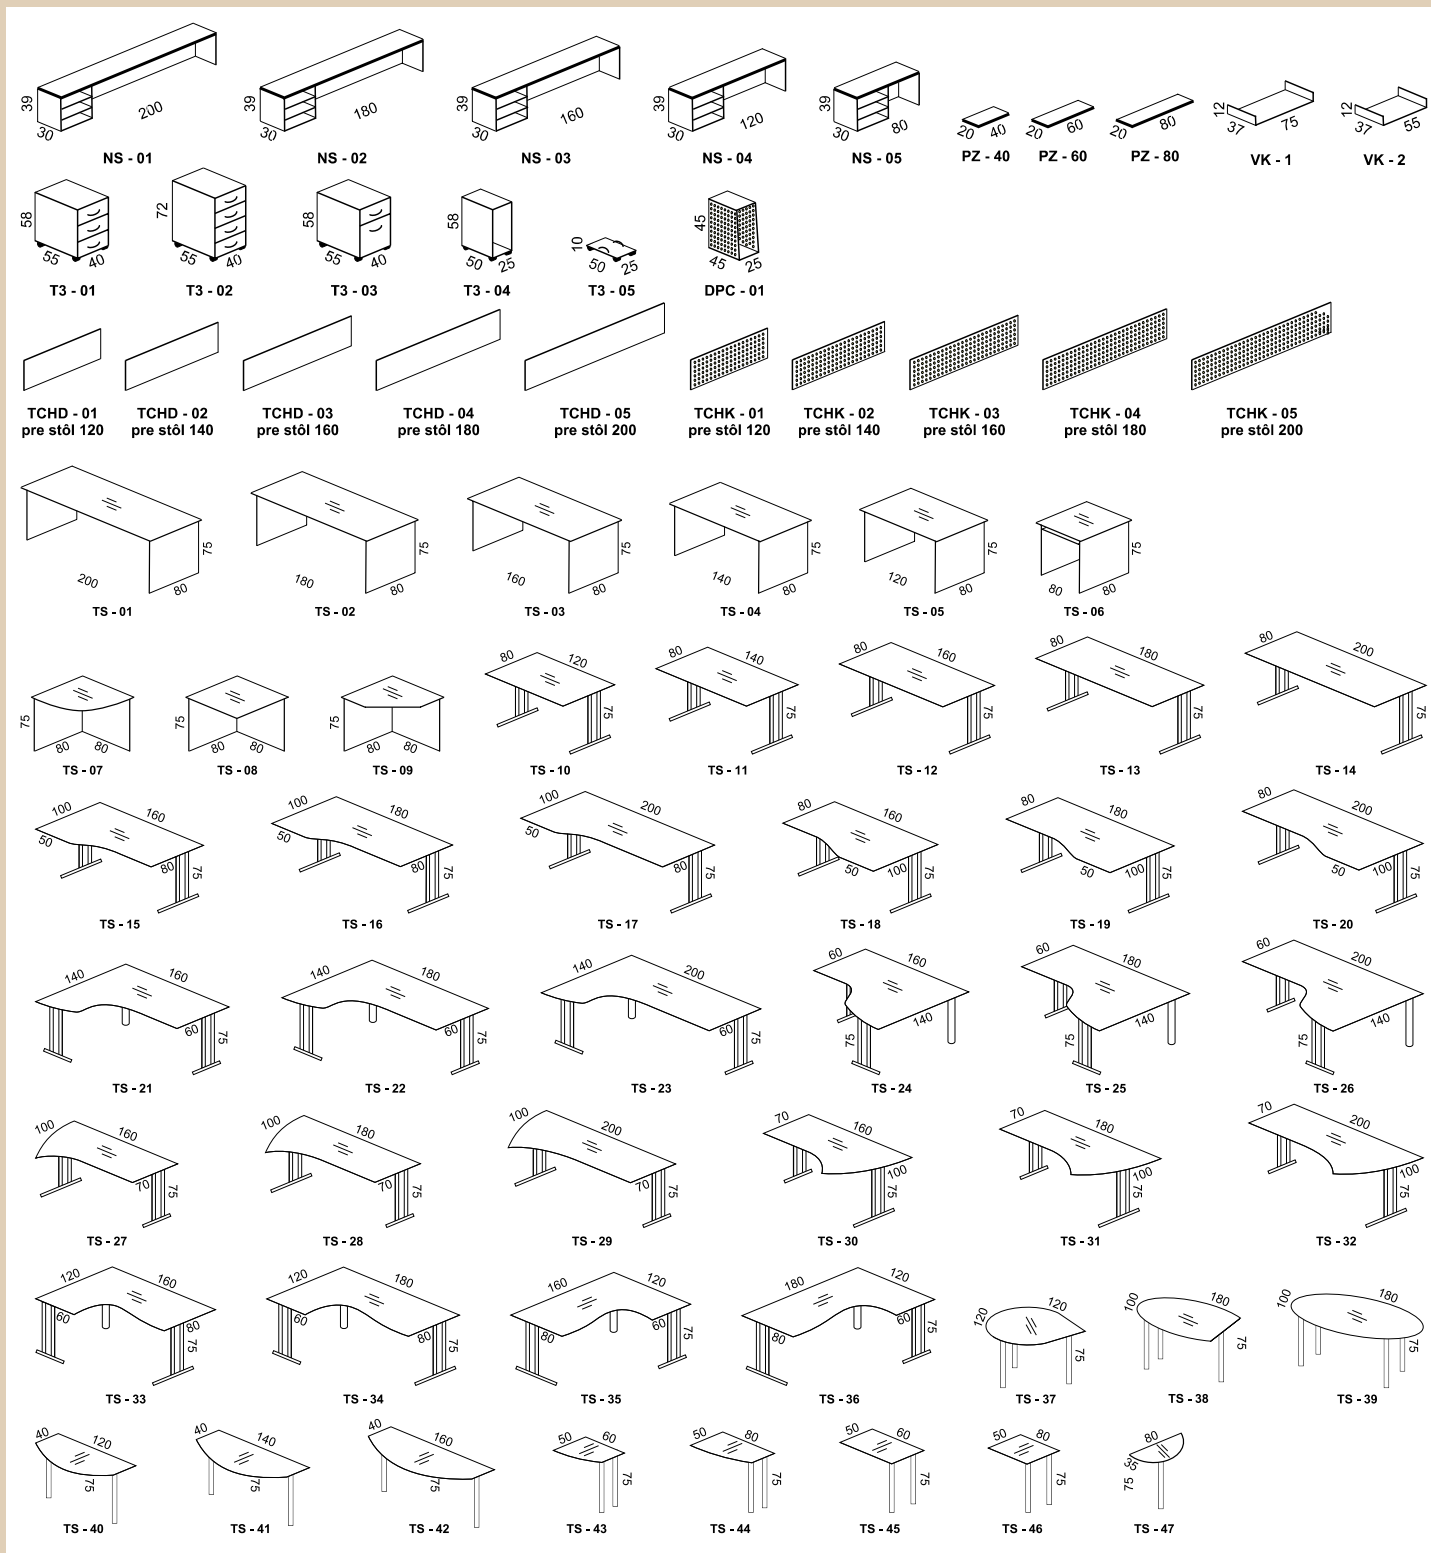 39 30 200 39 30 180 39 30 160 39 30 120 39 30 80 20 40 20 60 20 80 12 37 75 12 37 55
NS - 01 NS - 02 NS - 03 NS - 04 NS - 05 PZ - 40 PZ - 60 PZ - 80 VK - 1 VK - 2
58 55 40 72 55 40 58 55 40 58 50 25 10 50 25 45 45 25
T3 - 01 T3 - 02 T3 - 03 T3 - 04 T3 - 05 DPC - 01
TCHD - 01 TCHD - 02 TCHD - 03 TCHD - 04 TCHD - 05 TCHK - 01 TCHK - 02 TCHK - 03 TCHK - 04 TCHK - 05
pre stôl 120 pre stôl 140 pre stôl 160 pre stôl 180 pre stôl 200 pre stôl 120 pre stôl 140 pre stôl 160 pre stôl 180 pre stôl 200
200 80 75 180 80 75 160 80 75 140 80 75 120 80 75 80 80 75
TS - 01 TS - 02 TS - 03 TS - 04 TS - 05 TS - 06
75 80 80 75 80 80 75 80 80 80 120 75 80 140 75 80 160 75 80 180 75 80 200 75
TS - 07 TS - 08 TS - 09 TS - 10 TS - 11 TS - 12 TS - 13 TS - 14
100 160 50 80 75 100 180 50 80 75 100 200 50 80 75 80 160 50 100 75 80 180 50 100 75 80 200 50 100 75
TS - 15 TS - 16 TS - 17 TS - 18 TS - 19 TS - 20
140 160 60 75 140 180 60 75 140 200 60 75 60 160 140 75 60 180 140 75 60 200 140 75
TS - 21 TS - 22 TS - 23 TS - 24 TS - 25 TS - 26
100 160 70 75 100 180 70 75 100 200 70 75 70 160 100 75 70 180 100 75 70 200 100 75
TS - 27 TS - 28 TS - 29 TS - 30 TS - 31 TS - 32
120 160 60 80 75 120 180 60 80 75 160 120 80 60 75 180 120 80 60 75 120 120 75 100 180 75 100 180 75
TS - 33 TS - 34 TS - 35 TS - 36 TS - 37 TS - 38 TS - 39
40 120 75 40 140 75 40 160 75 50 60 75 50 80 75 50 60 75 50 80 75 80 35 75
TS - 40 TS - 41 TS - 42 TS - 43 TS - 44 TS - 45 TS - 46 TS - 47